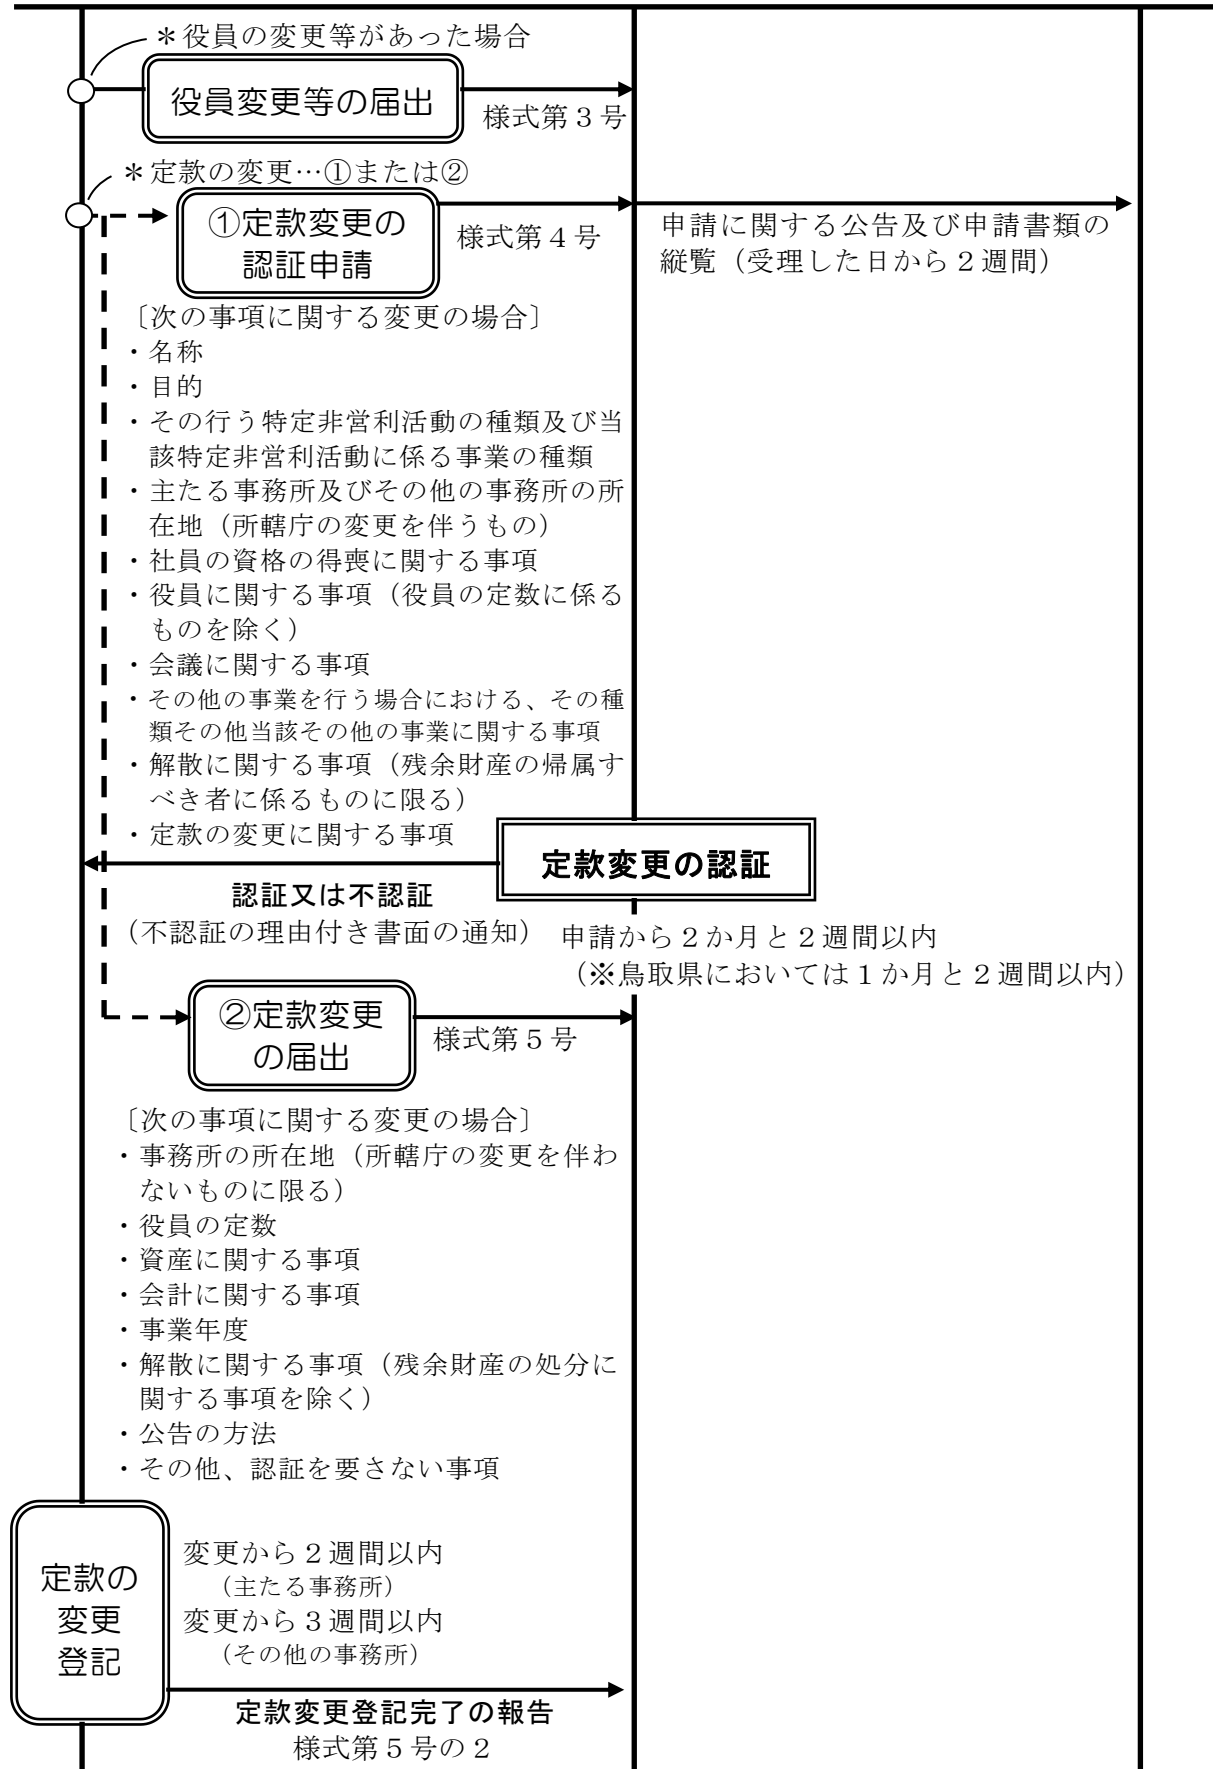 ＊役員の変更等があった場合
役員変更等の届出
様式第３号
＊定款の変更…①または②
①定款変更の
認証申請
様式第４号
申請に関する公告及び申請書類の
縦覧（受理した日から２週間）
〔次の事項に関する変更の場合〕
・名称
・目的
・その行う特定非営利活動の種類及び当
該特定非営利活動に係る事業の種類
・主たる事務所及びその他の事務所の所
在地（所轄庁の変更を伴うもの）
・社員の資格の得喪に関する事項
・役員に関する事項（役員の定数に係る
ものを除く）
・会議に関する事項
・その他の事業を行う場合における、その種
類その他当該その他の事業に関する事項
・解散に関する事項（残余財産の帰属す
べき者に係るものに限る）
・定款の変更に関する事項
定款変更の認証
認証又は不認証
（不認証の理由付き書面の通知）
申請から２か月と２週間以内
（※鳥取県においては１か月と２週間以内）
②定款変更
の届出
様式第５号
〔次の事項に関する変更の場合〕
・事務所の所在地（所轄庁の変更を伴わ
ないものに限る）
・役員の定数
・資産に関する事項
・会計に関する事項
・事業年度
・解散に関する事項（残余財産の処分に
関する事項を除く）
・公告の方法
・その他、認証を要さない事項
定款の
変更
登記
変更から２週間以内
（主たる事務所）
変更から３週間以内
（その他の事務所）
定款変更登記完了の報告
様式第５号の２